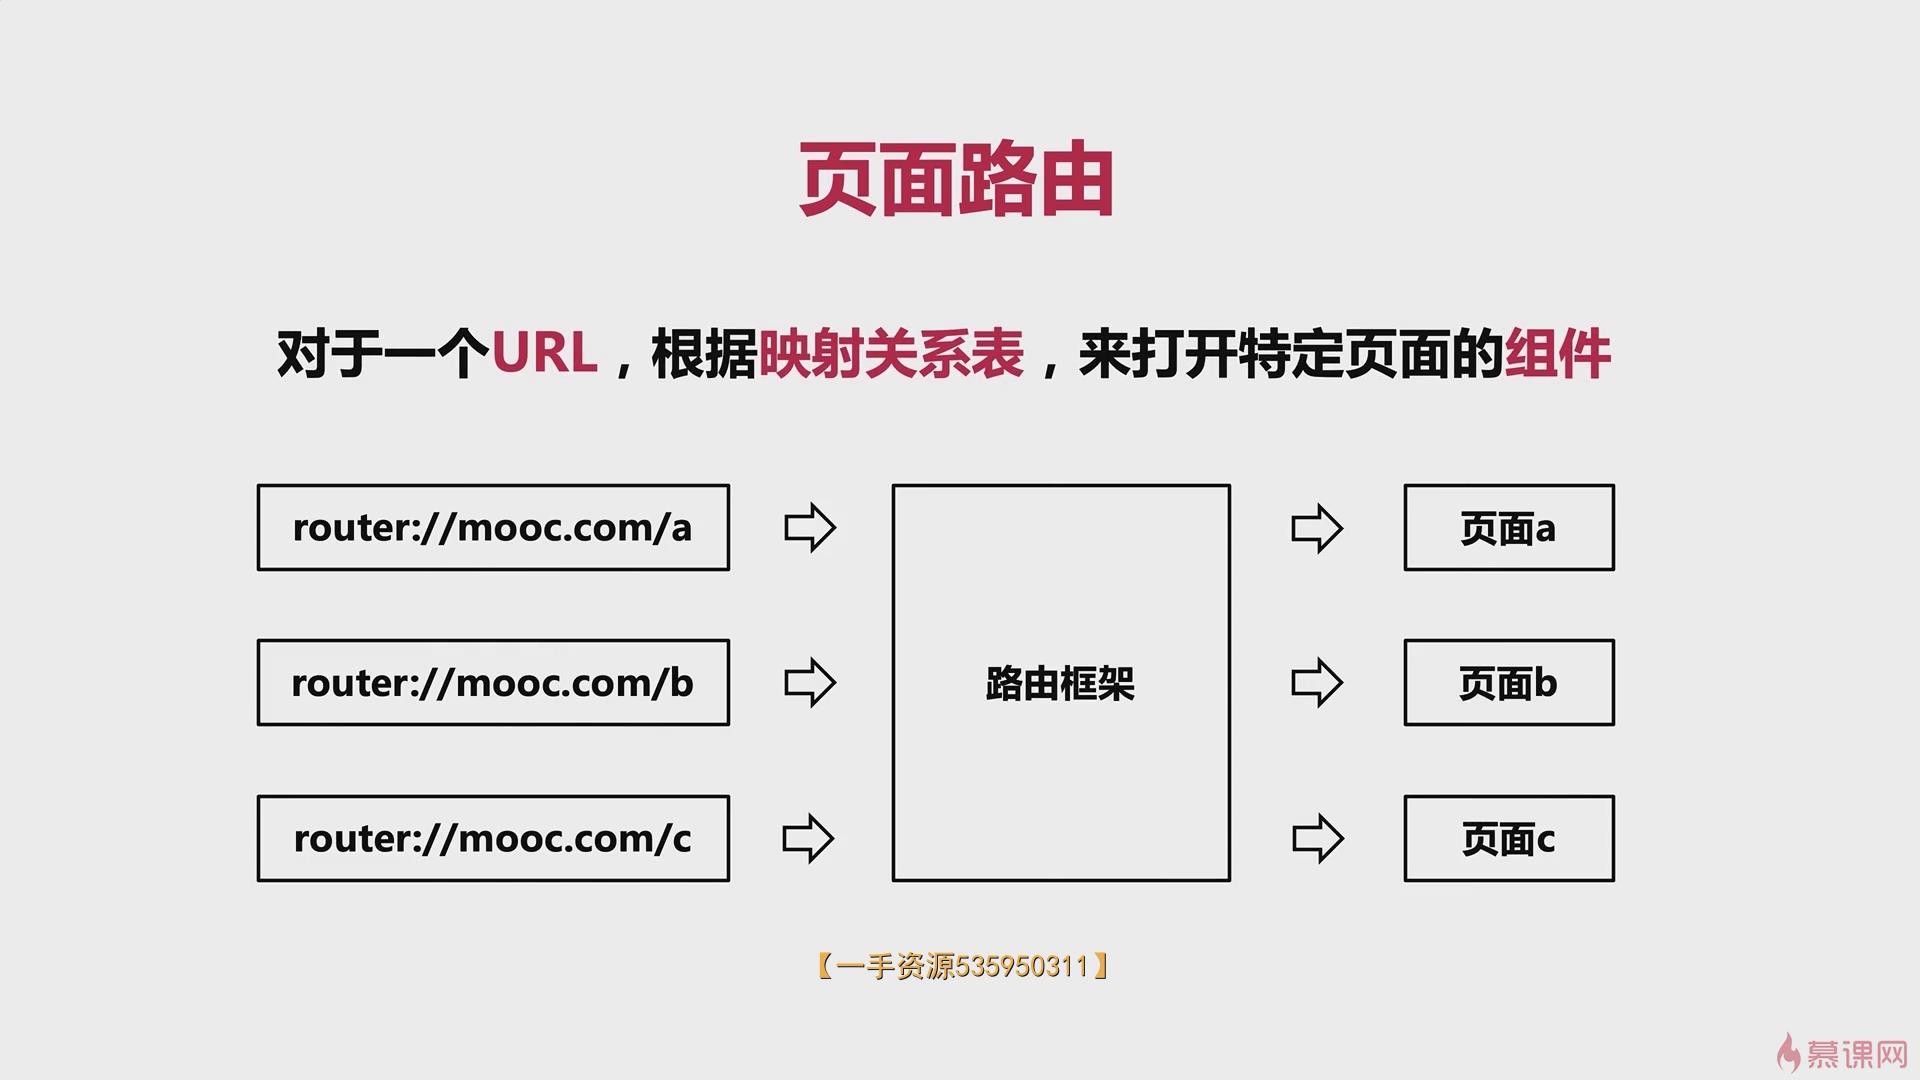 页面路由
对于一个URL，根据映射关系表，来打开特定页面的组件
router://mooc.com/a
页面a
router://mooc.com/b
路由框架
页面b
router://mooc.com/c
页面c
【一手资源535950311】
慕课网